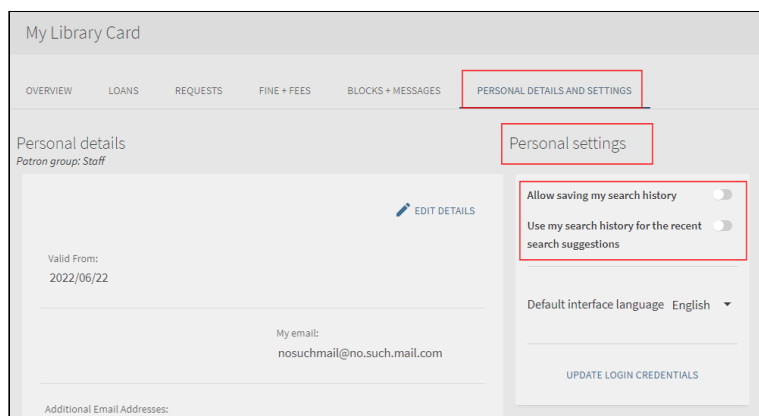 My Library Card
OVERVIEW LOANS REQUESTS FINE + FEES BLOCKS + MESSAGES PERSONAL DETAILS AND SETTINGS
Personal details
Patron group: Staff
EDIT DETAILS
Valid From:
2022/06/22
My email:
nosuchmail@no.such.mail.com
Additional Email Addresses:
Personal settings
Allow saving my search history
Use my search history for the recent
search suggestions
Default interface language English
UPDATE LOGIN CREDENTIALS